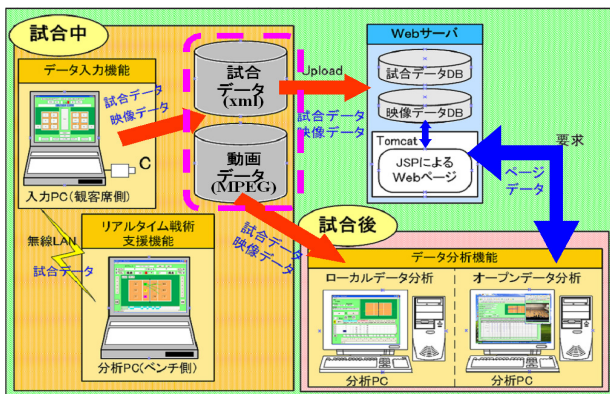 試合中
データ入力機能
試合データ
映像データ
C
入力PC(観客席側)
無線LAN
試合データ
リアルタイム戦術
支援機能
分析PC(ベンチ側)
試合
データ
(xml)
動画
データ
(MPEG)
Upload
試合データ
映像データ
試合データ
映像データ
Webサーバ
試合データDB
映像データDB
Tomcat
JSPによる
Webページ
要求
ページ
データ
試合後
データ分析機能
ローカルデータ分析
オープンデータ分析
分析PC
分析PC